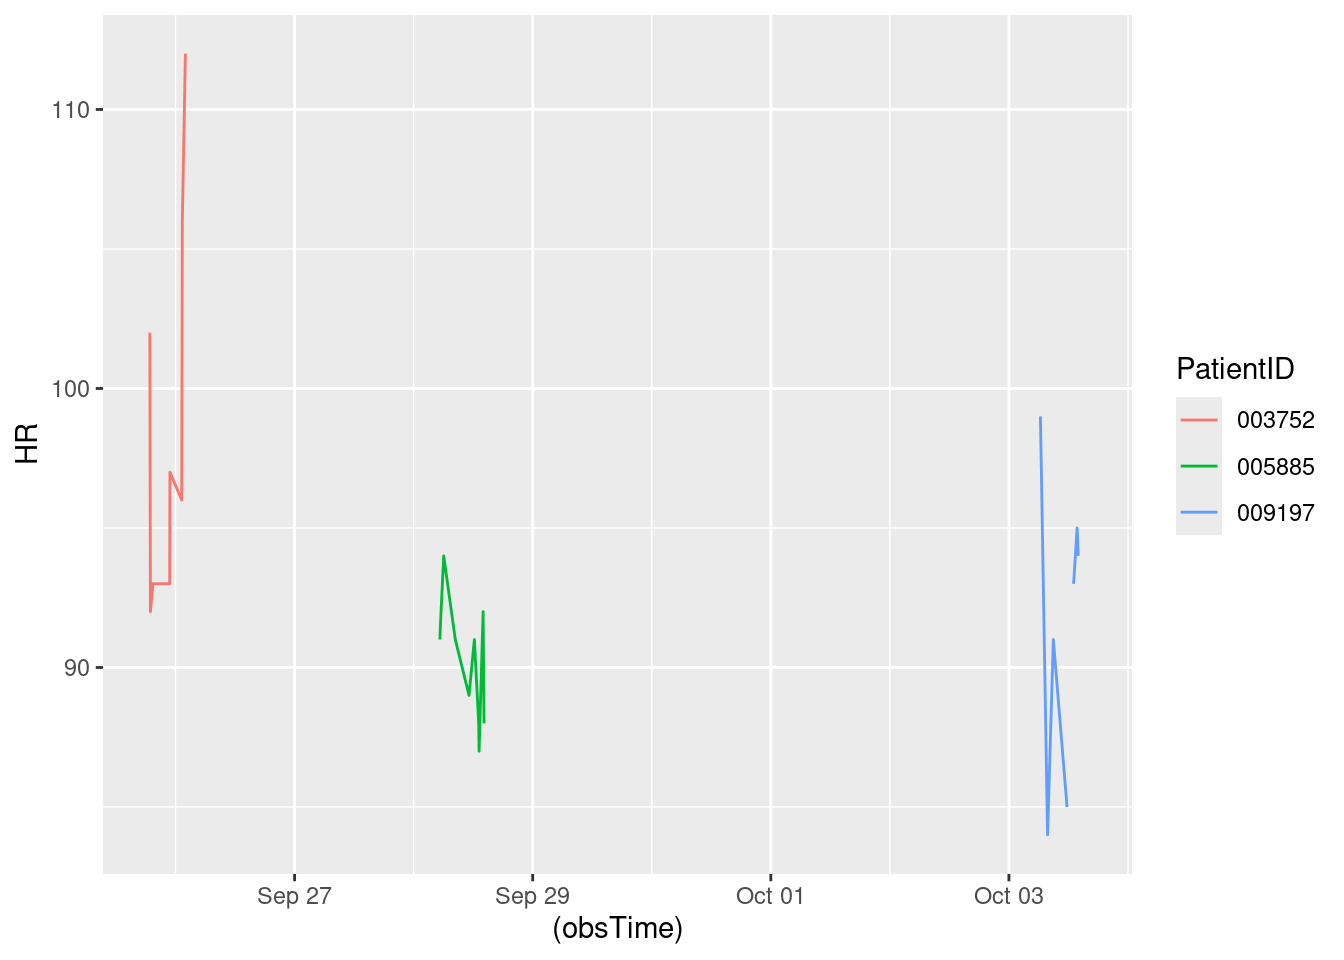 110
100
90
HR
Sep 27
Sep 29
Oct 01
Oct 03
(obsTime)
PatientID
003752
005885
009197